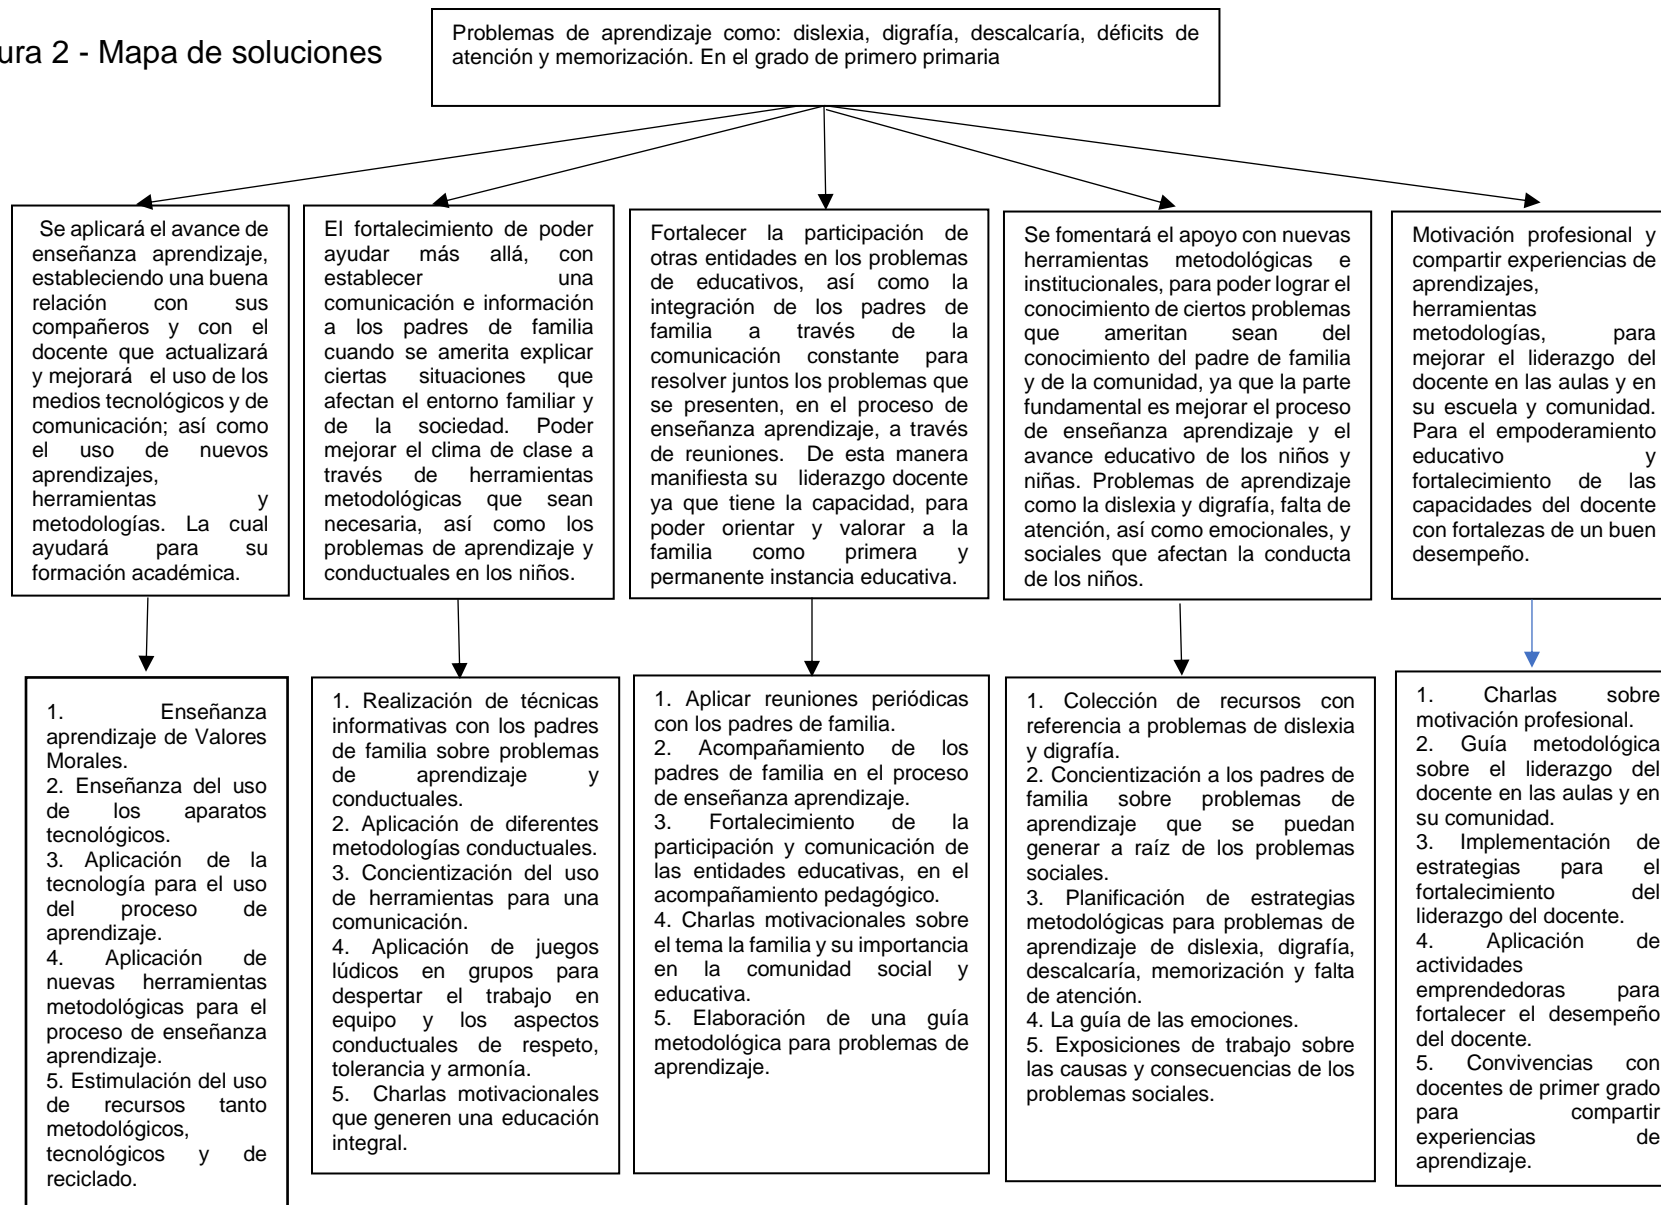 ura 2 - Mapa de soluciones
Problemas de aprendizaje como: dislexia, digrafía, descalcaría, déficits de
atención y memorización. En el grado de primero primaria
Se aplicará el avance de
enseñanza aprendizaje,
estableciendo una buena
relación con sus
compañeros y con el
docente que actualizará
y mejorará el uso de los
medios tecnológicos y de
comunicación; así como
el uso de nuevos
aprendizajes,
herramientas y
metodologías. La cual
ayudará para su
formación académica.
El fortalecimiento de poder
ayudar más allá, con
establecer una
comunicación e información
a los padres de familia
cuando se amerita explicar
ciertas situaciones que
afectan el entorno familiar y
de la sociedad. Poder
mejorar el clima de clase a
través de herramientas
metodológicas que sean
necesaria, así como los
problemas de aprendizaje y
conductuales en los niños.
Fortalecer la participación de
otras entidades en los problemas
de educativos, así como la
integración de los padres de
familia a través de la
comunicación constante para
resolver juntos los problemas que
se presenten, en el proceso de
enseñanza aprendizaje, a través
de reuniones. De esta manera
manifiesta su liderazgo docente
ya que tiene la capacidad, para
poder orientar y valorar a la
familia como primera y
permanente instancia educativa.
Se fomentará el apoyo con nuevas
herramientas metodológicas e
institucionales, para poder lograr el
conocimiento de ciertos problemas
que ameritan sean del
conocimiento del padre de familia
y de la comunidad, ya que la parte
fundamental es mejorar el proceso
de enseñanza aprendizaje y el
avance educativo de los niños y
niñas. Problemas de aprendizaje
como la dislexia y digrafía, falta de
atención, así como emocionales, y
sociales que afectan la conducta
de los niños.
Motivación profesional y
compartir experiencias de
aprendizajes,
herramientas
metodologías, para
mejorar el liderazgo del
docente en las aulas y en
su escuela y comunidad.
Para el empoderamiento
educativo y
fortalecimiento de las
capacidades del docente
con fortalezas de un buen
desempeño.
1. Enseñanza
aprendizaje de Valores
Morales.
2. Enseñanza del uso
de los aparatos
tecnológicos.
3. Aplicación de la
tecnología para el uso
del proceso de
aprendizaje.
4. Aplicación de
nuevas herramientas
metodológicas para el
proceso de enseñanza
aprendizaje.
5. Estimulación del uso
de recursos tanto
metodológicos,
tecnológicos y de
reciclado.
1. Realización de técnicas
informativas con los padres
de familia sobre problemas
de aprendizaje y
conductuales.
2. Aplicación de diferentes
metodologías conductuales.
3. Concientización del uso
de herramientas para una
comunicación.
4. Aplicación de juegos
lúdicos en grupos para
despertar el trabajo en
equipo y los aspectos
conductuales de respeto,
tolerancia y armonía.
5. Charlas motivacionales
que generen una educación
integral.
1. Aplicar reuniones periódicas
con los padres de familia.
2. Acompañamiento de los
padres de familia en el proceso
de enseñanza aprendizaje.
3. Fortalecimiento de la
participación y comunicación de
las entidades educativas, en el
acompañamiento pedagógico.
4. Charlas motivacionales sobre
el tema la familia y su importancia
en la comunidad social y
educativa.
5. Elaboración de una guía
metodológica para problemas de
aprendizaje.
1. Colección de recursos con
referencia a problemas de dislexia
y digrafía.
2. Concientización a los padres de
familia sobre problemas de
aprendizaje que se puedan
generar a raíz de los problemas
sociales.
3. Planificación de estrategias
metodológicas para problemas de
aprendizaje de dislexia, digrafía,
descalcaría, memorización y falta
de atención.
4. La guía de las emociones.
5. Exposiciones de trabajo sobre
las causas y consecuencias de los
problemas sociales.
1. Charlas sobre
motivación profesional.
2. Guía metodológica
sobre el liderazgo del
docente en las aulas y en
su comunidad.
3. Implementación de
estrategias para el
fortalecimiento del
liderazgo del docente.
4. Aplicación de
actividades
emprendedoras para
fortalecer el desempeño
del docente.
5. Convivencias con
docentes de primer grado
para compartir
experiencias de
aprendizaje.